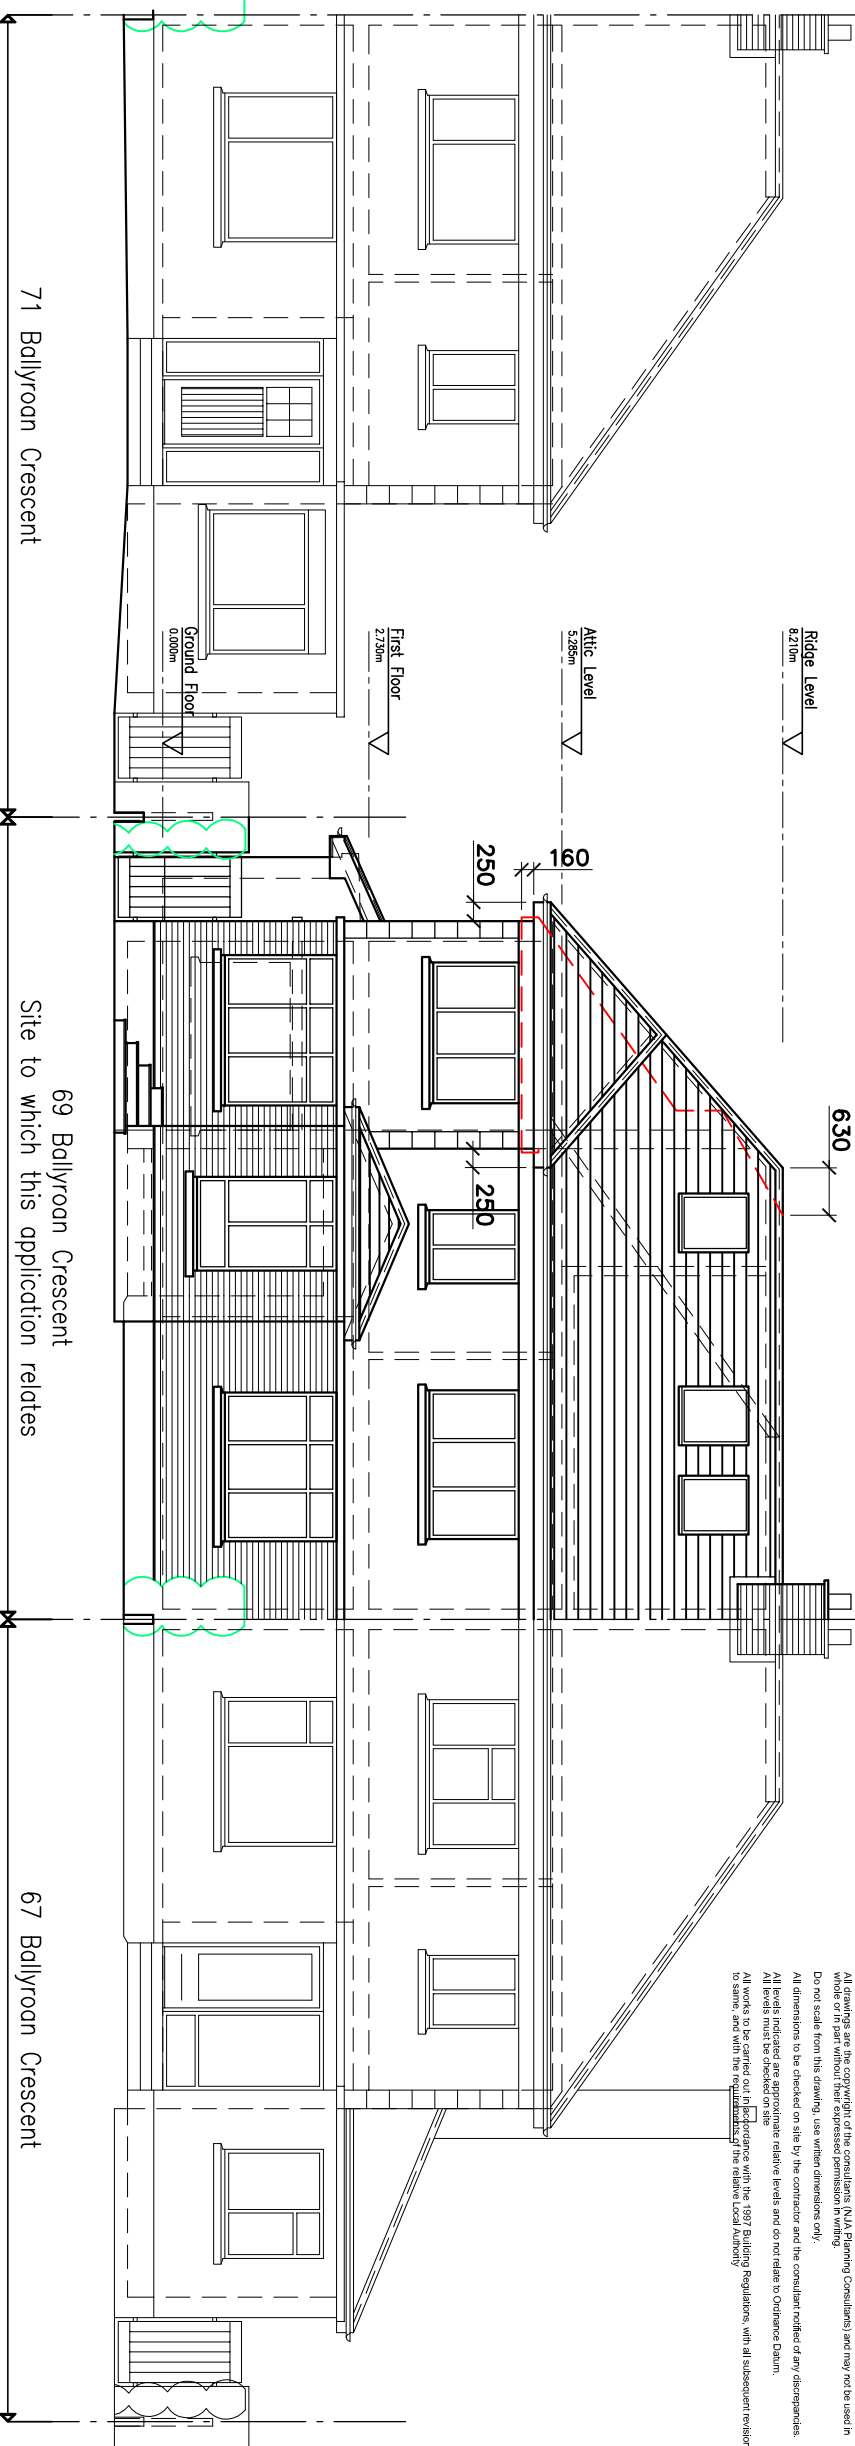 All drawings are the copywright of the consultants (NJA Planning Consultants) and may not be used in
whole or in part without their expressed permission in writing.
Do not scale from this drawing, use written dimensions only.
All dimensions to be checked on site by the contractor and the consultant notified of any discrepancies.
All levels indicated are approximate relative levels and do not relate to Ordinance Datum.
All levels must be checked on site
All works to be carried out in accordance with the 1997 Building Regulations, with all subsequent revision
to same, and with the requirements of the relative Local Authority
630
Ridge Level
8.210m
Attic Level
5.285m
160
250
250
First Floor
2.730m
Ground Floor
0.000m
71 Ballyroan Crescent
69 Ballyroan Crescent
Site to which this application relates
67 Ballyroan Crescent